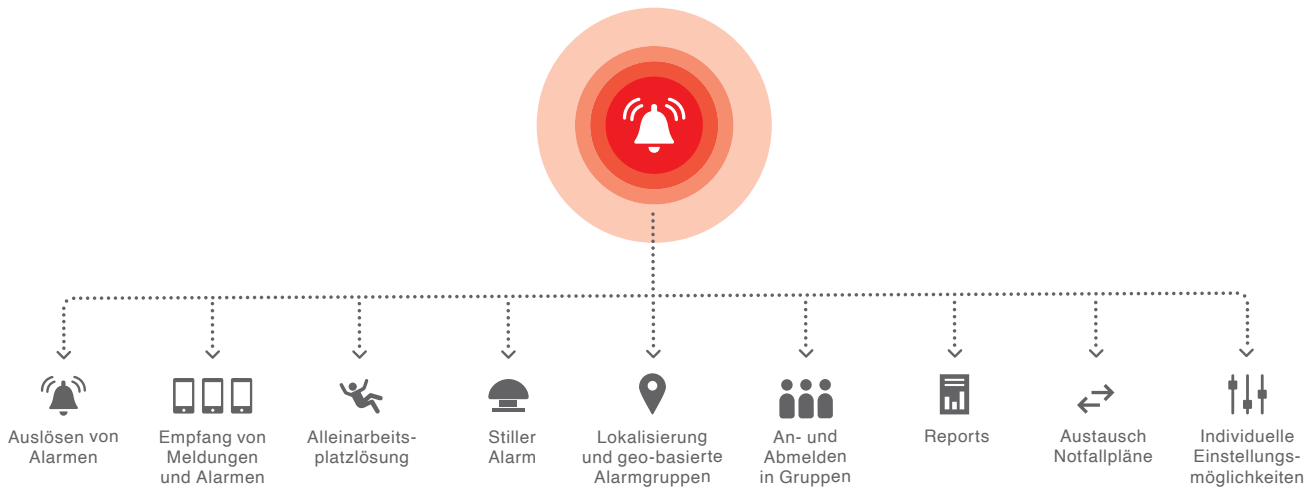 Auslösen von
Alarmen
Empfang von
Meldungen
und Alarmen
Alleinarbeits-
platzlösung
Stiller
Alarm
Lokalisierung
und geo-basierte
Alarmgruppen
An- und
Abmelden
in Gruppen
Reports
Austausch
Notfallpläne
Individuelle
Einstellungs-
möglichkeiten